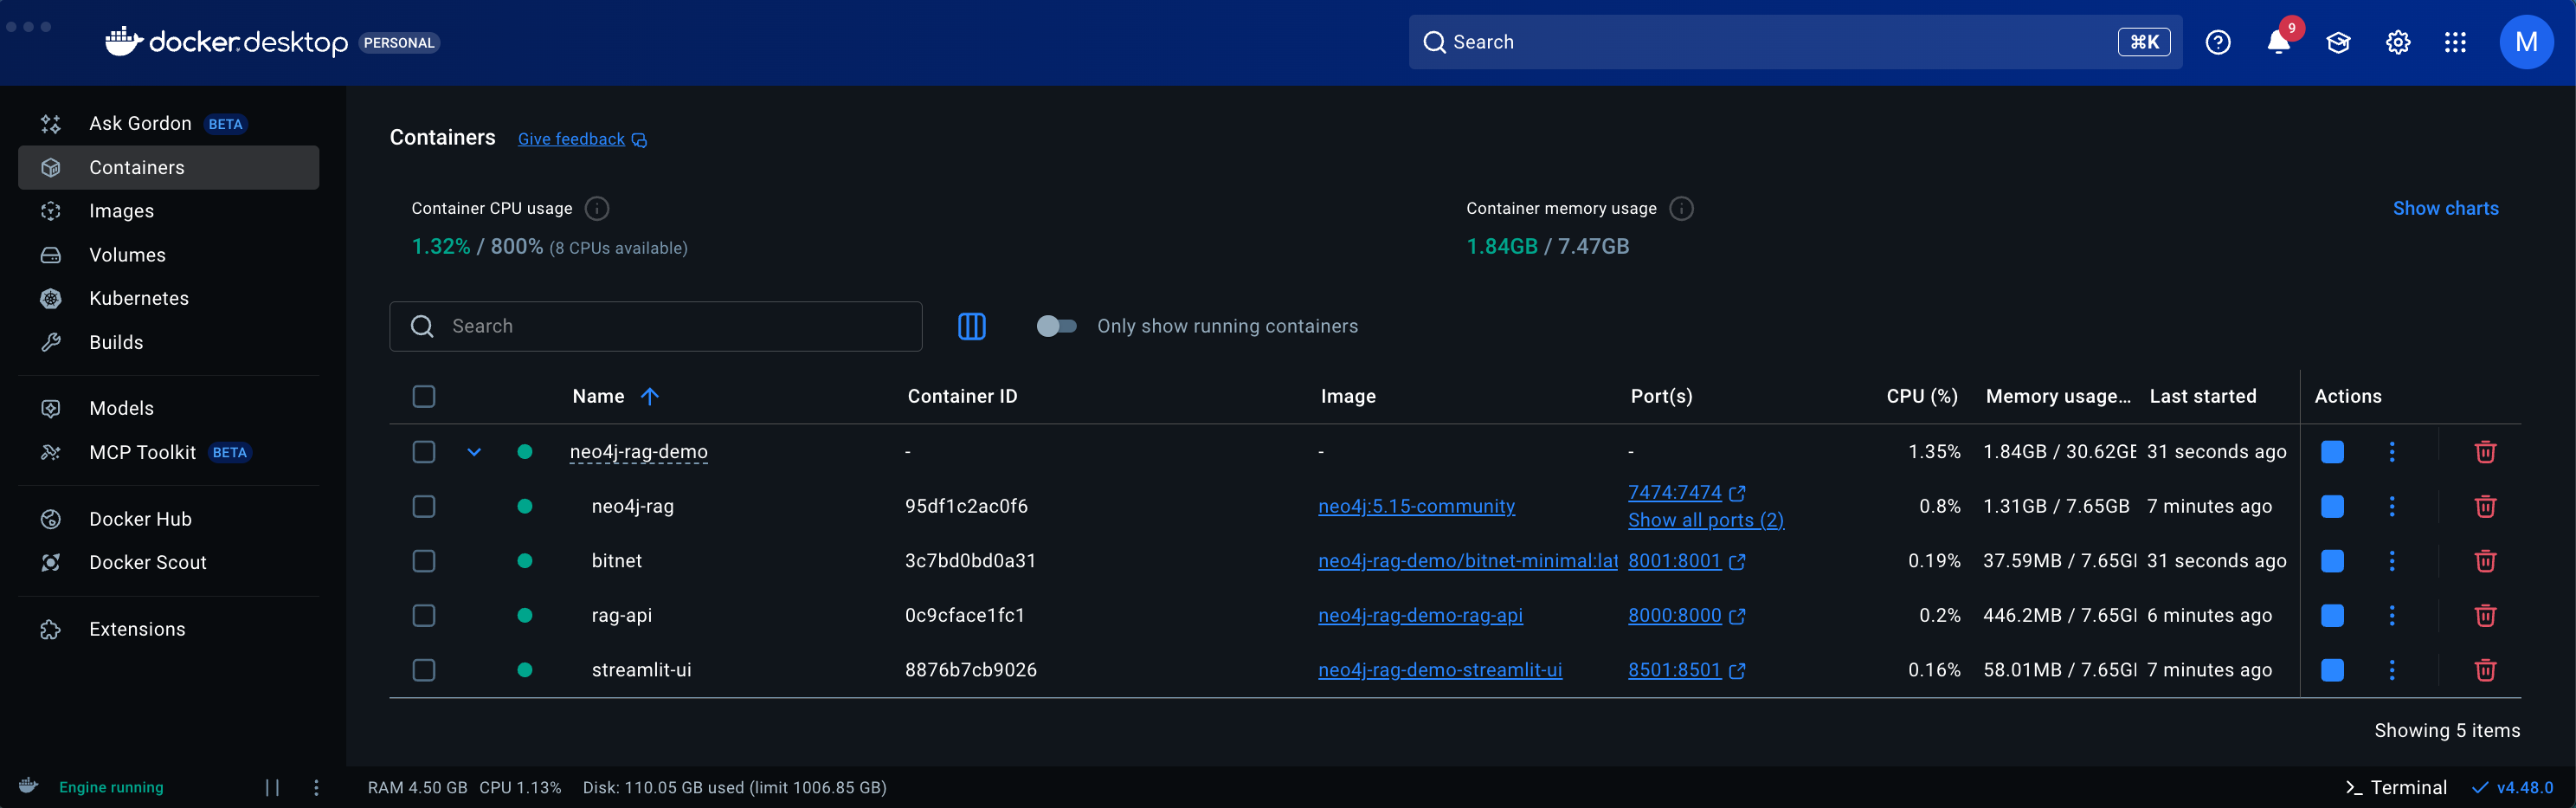 docker.desktop PERSONAL
Search ⌘K 9 M
Ask Gordon BETA
Containers
Images
Volumes
Kubernetes
Builds
Models
MCP Toolkit BETA
Docker Hub
Docker Scout
Extensions
Containers Give feedback
Container CPU usage
1.32% / 800% (8 CPUs available)
Container memory usage
1.84GB / 7.47GB
Show charts
Search
Only show running containers
Name Container ID Image Port(s) CPU (%) Memory usage... Last started Actions
neo4j-rag-demo - - - 1.35% 1.84GB / 30.62GB 31 seconds ago
neo4j-rag 95df1c2ac0f6 neo4j:5.15-community 7474:7474 0.8% 1.31GB / 7.65GB 7 minutes ago
Show all ports (2)
bitnet 3c7bd0bd0a31 neo4j-rag-demo/bitnet-minimal:lat 8001:8001 0.19% 37.59MB / 7.65G 31 seconds ago
rag-api 0c9cface1fc1 neo4j-rag-demo-rag-api 8000:8000 0.2% 446.2MB / 7.65G 6 minutes ago
streamlit-ui 8876b7cb9026 neo4j-rag-demo-streamlit-ui 8501:8501 0.16% 58.01MB / 7.65G 7 minutes ago
Showing 5 items
Engine running
RAM 4.50 GB CPU 1.13% Disk: 110.05 GB used (limit 1006.85 GB)
Terminal v4.48.0